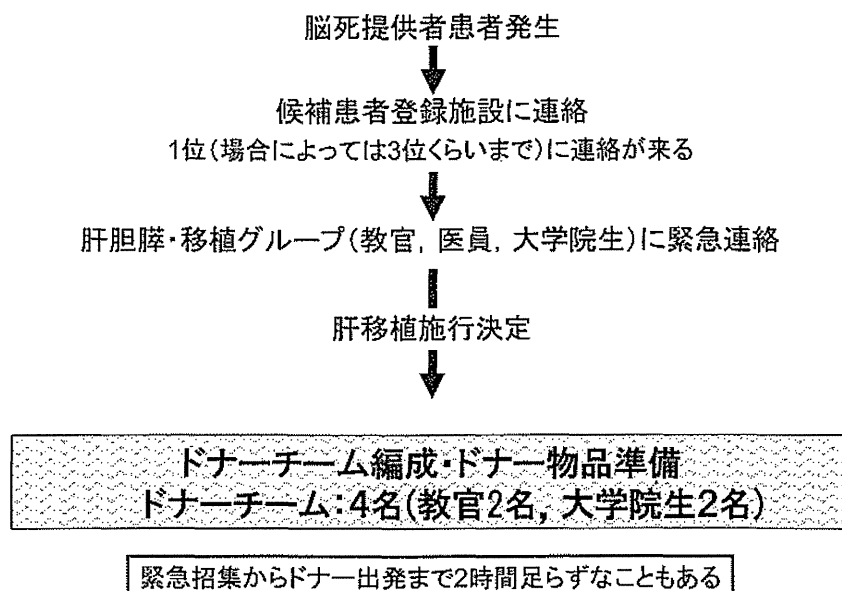 脳死提供者患者発生
候補患者登録施設に連絡
1位(場合によっては3位くらいまで)に連絡が来る
肝胆膵・移植グループ(教官, 医員, 大学院生)に緊急連絡
肝移植施行決定
ドナーチーム編成・ドナー物品準備
ドナーチーム:4名(教官2名, 大学院生2名)
緊急招集からドナー出発まで2時間足らずなこともある